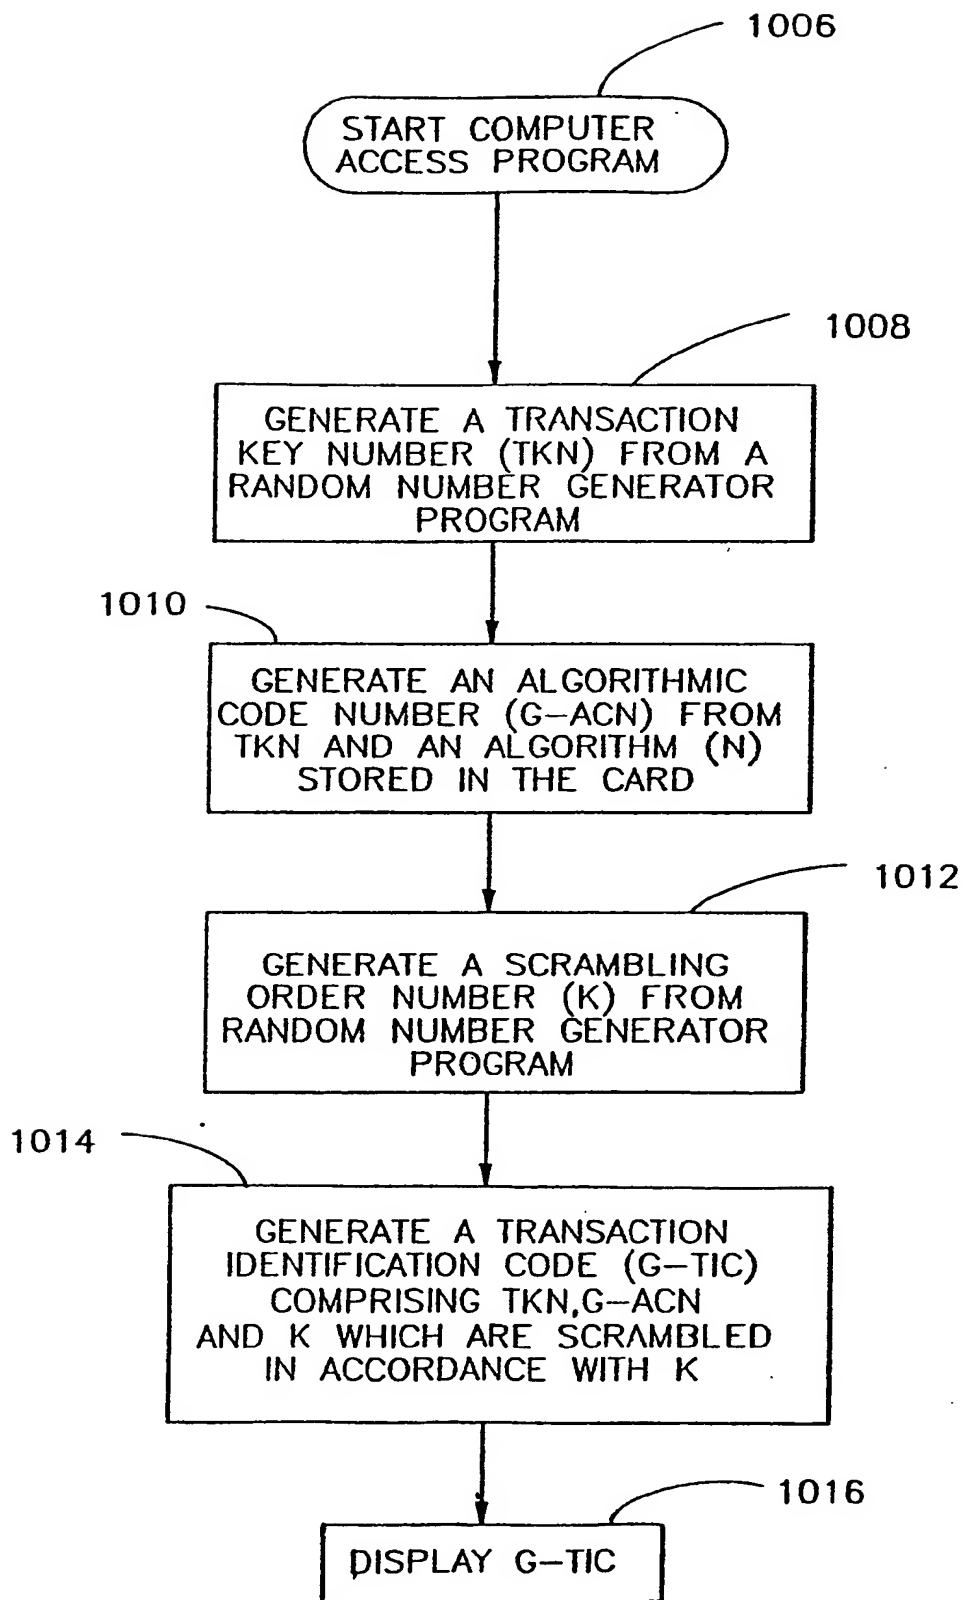 1006
START COMPUTER
ACCESS PROGRAM
1008
GENERATE A TRANSACTION
KEY NUMBER (TKN) FROM A
RANDOM NUMBER GENERATOR
PROGRAM
1010
GENERATE AN ALGORITHMIC
CODE NUMBER (G-ACN) FROM
TKN AND AN ALGORITHM (N)
STORED IN THE CARD
1012
GENERATE A SCRAMBLING
ORDER NUMBER (K) FROM
RANDOM NUMBER GENERATOR
PROGRAM
1014
GENERATE A TRANSACTION
IDENTIFICATION CODE (G-TIC)
COMPRISING TKN,G-ACN
AND K WHICH ARE SCRAMBLED
IN ACCORDANCE WITH K
1016
DISPLAY G-TIC